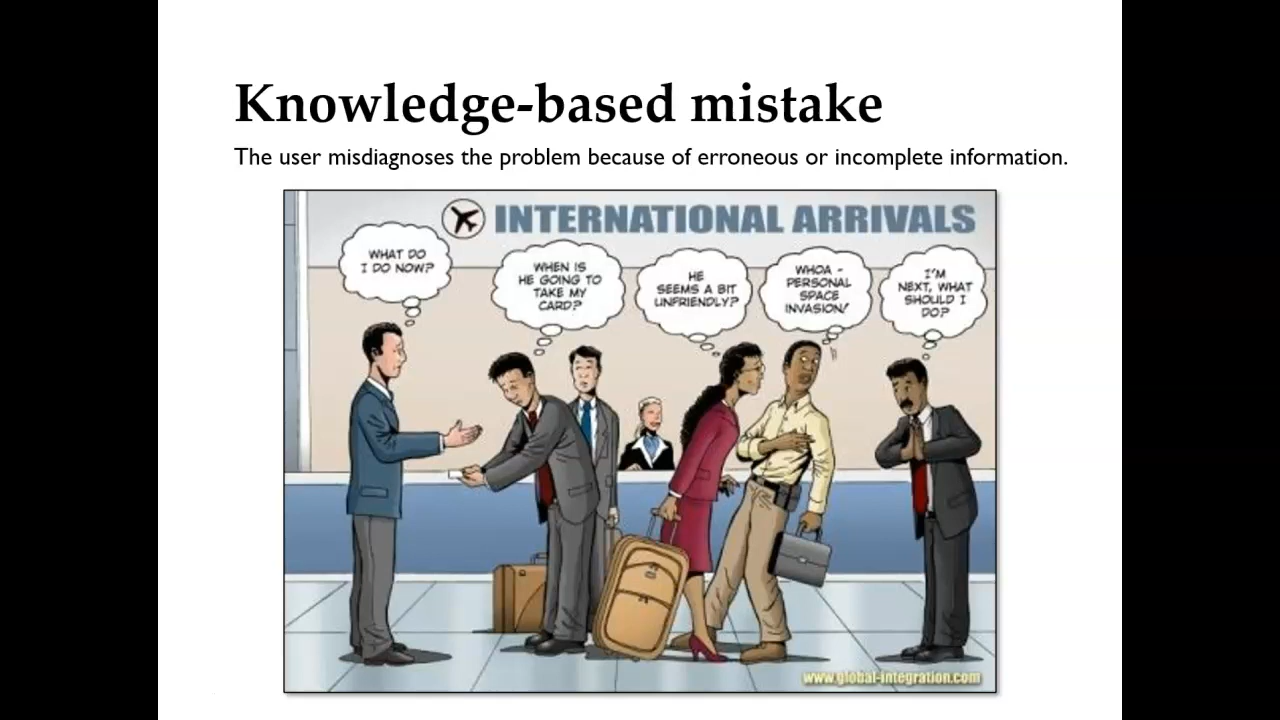 Knowledge-based mistake
The user misdiagnoses the problem because of erroneous or incomplete information.
INTERNATIONAL ARRIVALS
WHAT DO
I DO NOW?
WHEN IS
HE GOING TO
TAKE MY
CARD?
HE
SEEMS A BIT
UNFRIENDLY?
WHOA -
PERSONAL
SPACE
INVASION!
I'M
NEXT, WHAT
SHOULD I
DO?
www.global-integration.com